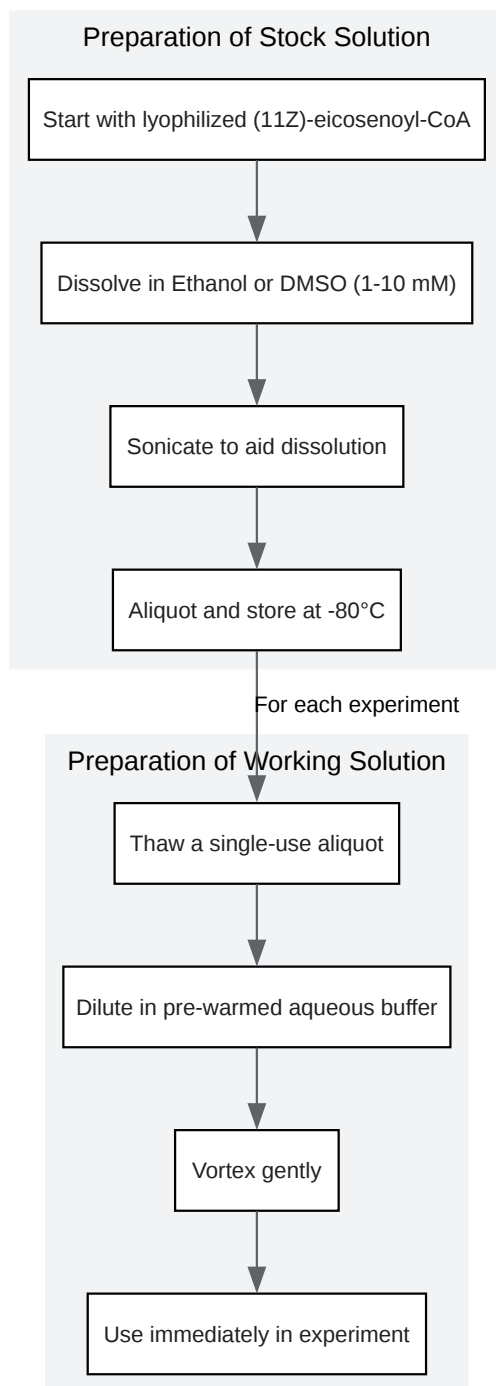 Preparation of Stock Solution
Start with lyophilized (11Z)-eicosenoyl-CoA
Dissolve in Ethanol or DMSO (1-10 mM)
Sonicate to aid dissolution
Aliquot and store at -80°C
For each experiment
Preparation of Working Solution
Thaw a single-use aliquot
Dilute in pre-warmed aqueous buffer
Vortex gently
Use immediately in experiment